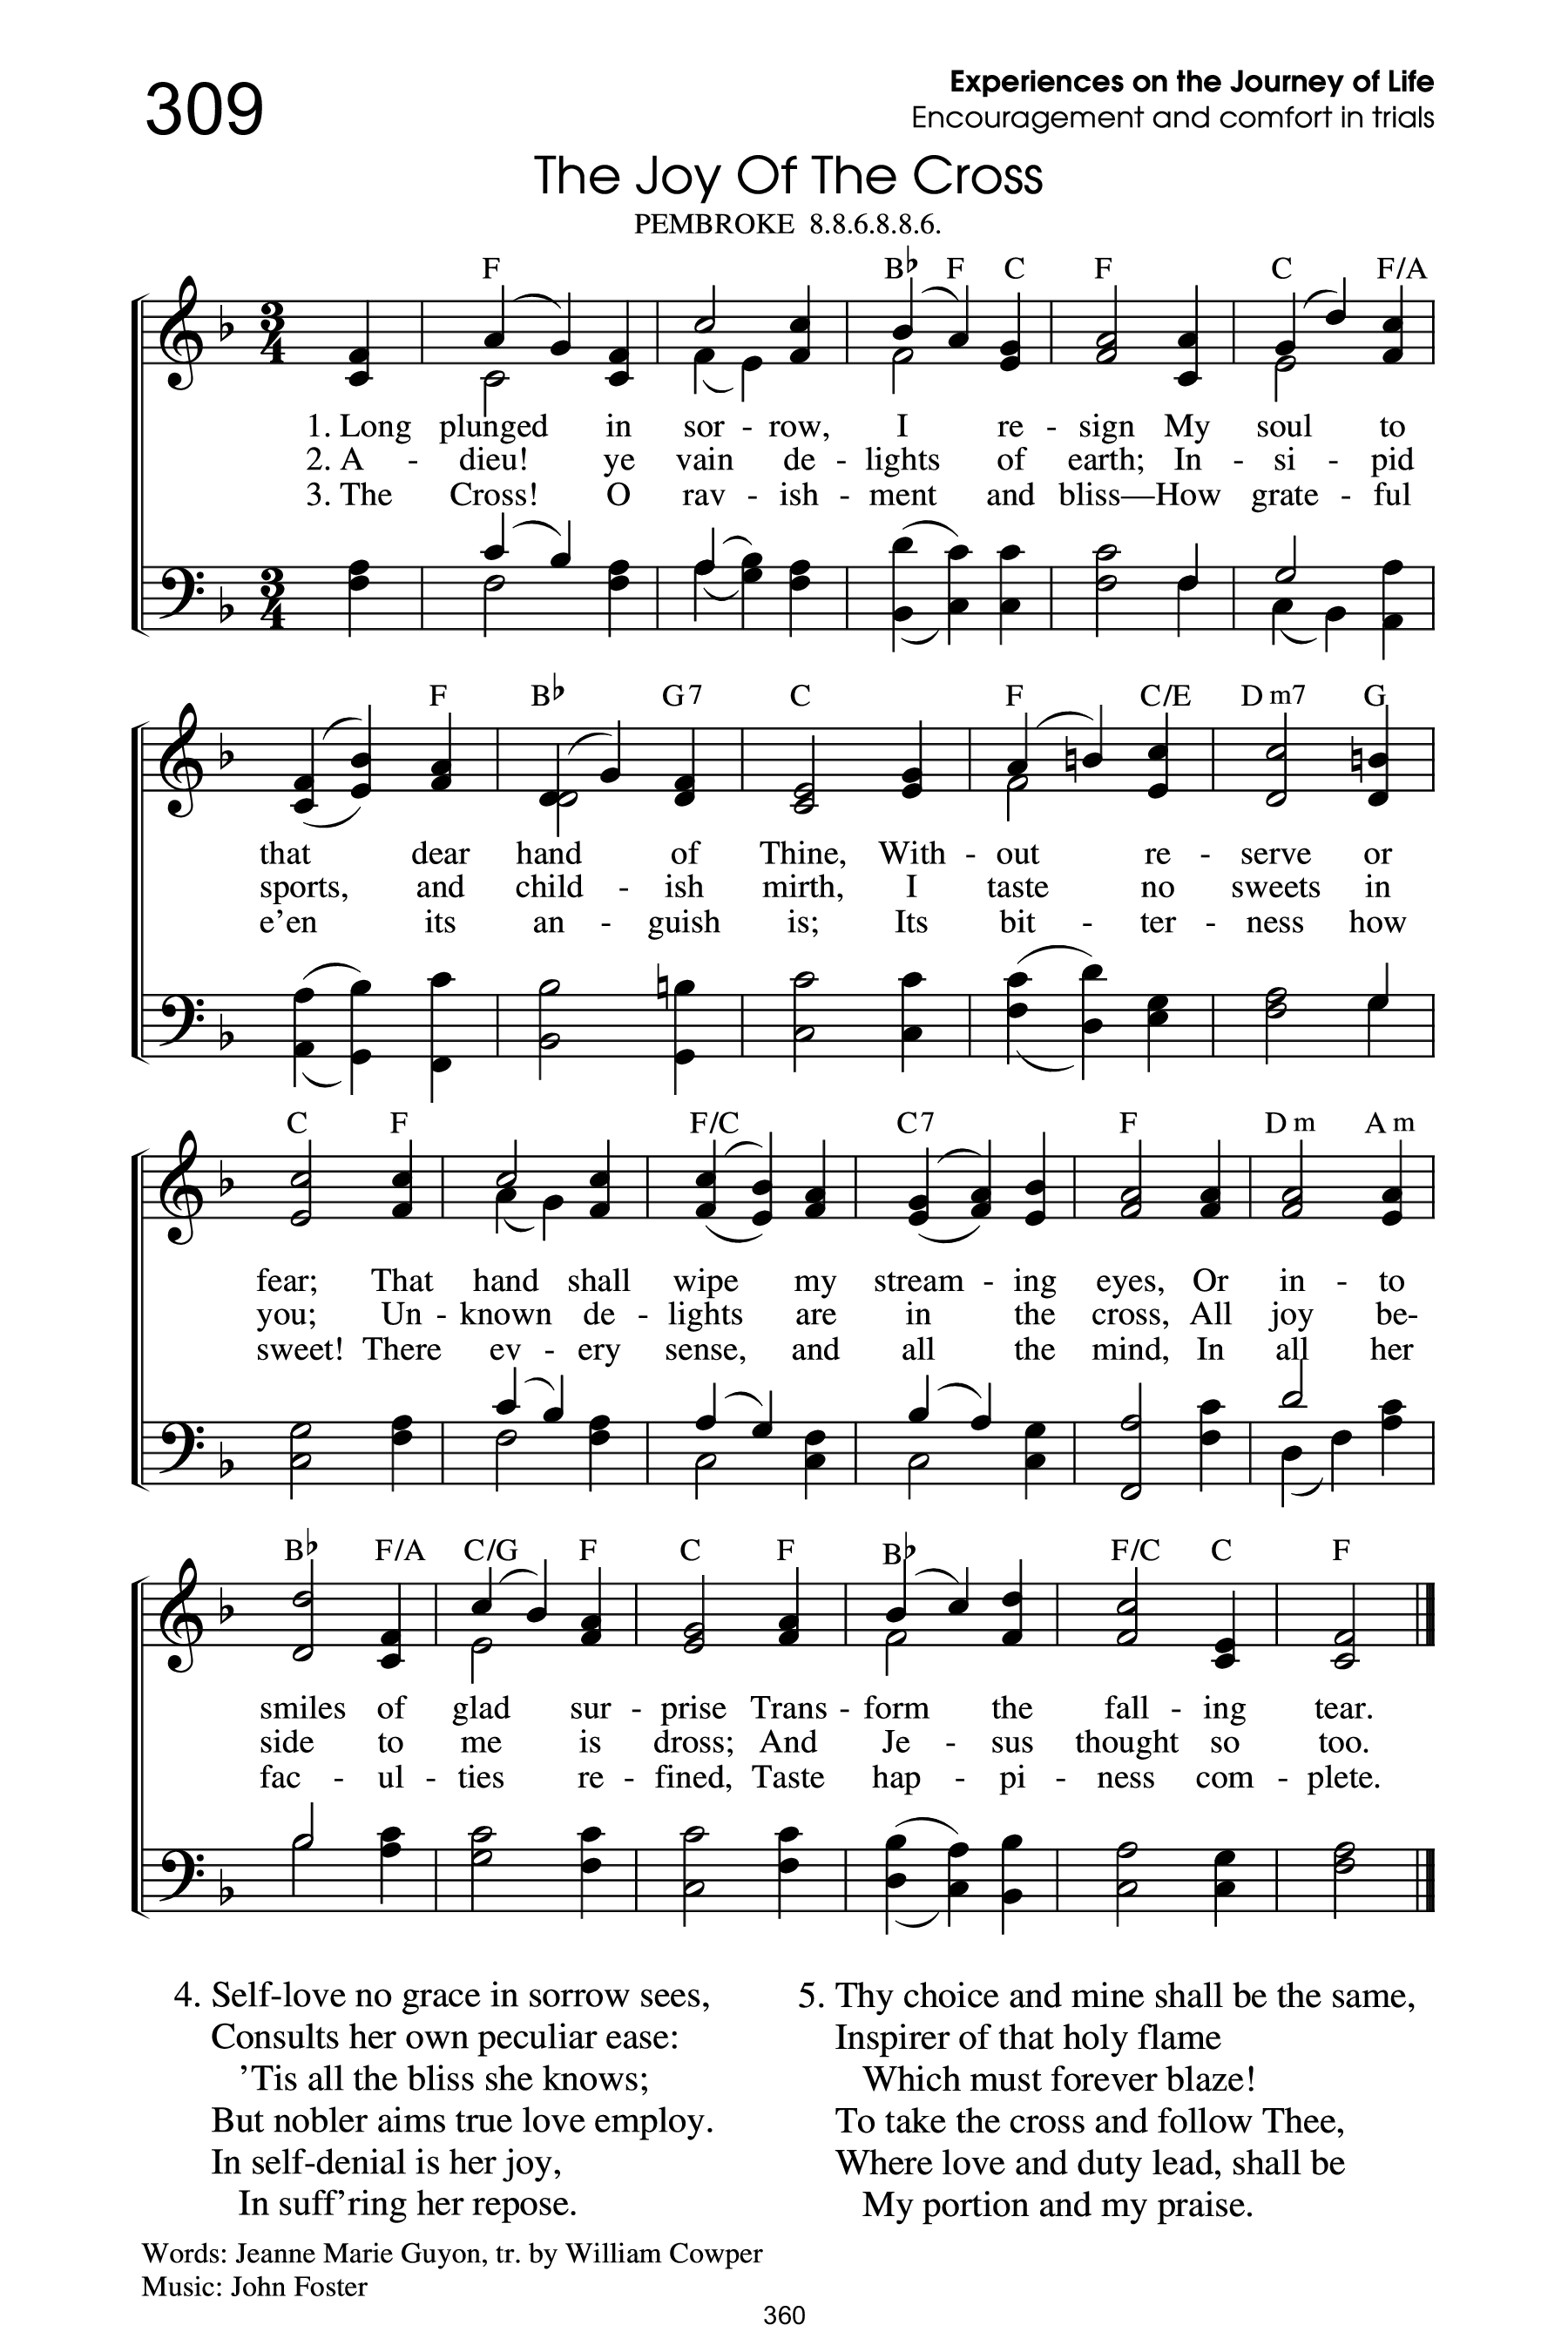 309
Experiences on the Journey of Life
Encouragement and comfort in trials
The Joy Of The Cross
PEMBROKE 8.8.6.8.8.6.
F B♭ F C F C F/A
3 4
1. Long plunged in sor - row, I re - sign My soul to
2. A - dieu! ye vain de - lights of earth; In - si - pid
3. The Cross! O rav - ish - ment and bliss—How grate - ful
3 4
F B♭ G7 C F C/E Dm7 G
that dear hand of Thine, With - out re - serve or
sports, and child - ish mirth, I taste no sweets in
e’en its an - guish is; Its bit - ter - ness how
C F F/C C7 F Dm Am
fear; That hand shall wipe my stream - ing eyes, Or in - to
you; Un - known de - lights are in the cross, All joy be-
sweet! There ev - ery sense, and all the mind, In all her
B♭ F/A C/G F C F B♭ F/C C F
smiles of glad sur - prise Trans - form the fall - ing tear.
side to me is dross; And Je - sus thought so too.
fac - ul - ties re - fined, Taste hap - pi - ness com - plete.
4. Self-love no grace in sorrow sees,
Consults her own peculiar ease:
’Tis all the bliss she knows;
But nobler aims true love employ.
In self-denial is her joy,
In suff’ring her repose.
5. Thy choice and mine shall be the same,
Inspirer of that holy flame
Which must forever blaze!
To take the cross and follow Thee,
Where love and duty lead, shall be
My portion and my praise.
Words: Jeanne Marie Guyon, tr. by William Cowper
Music: John Foster
360